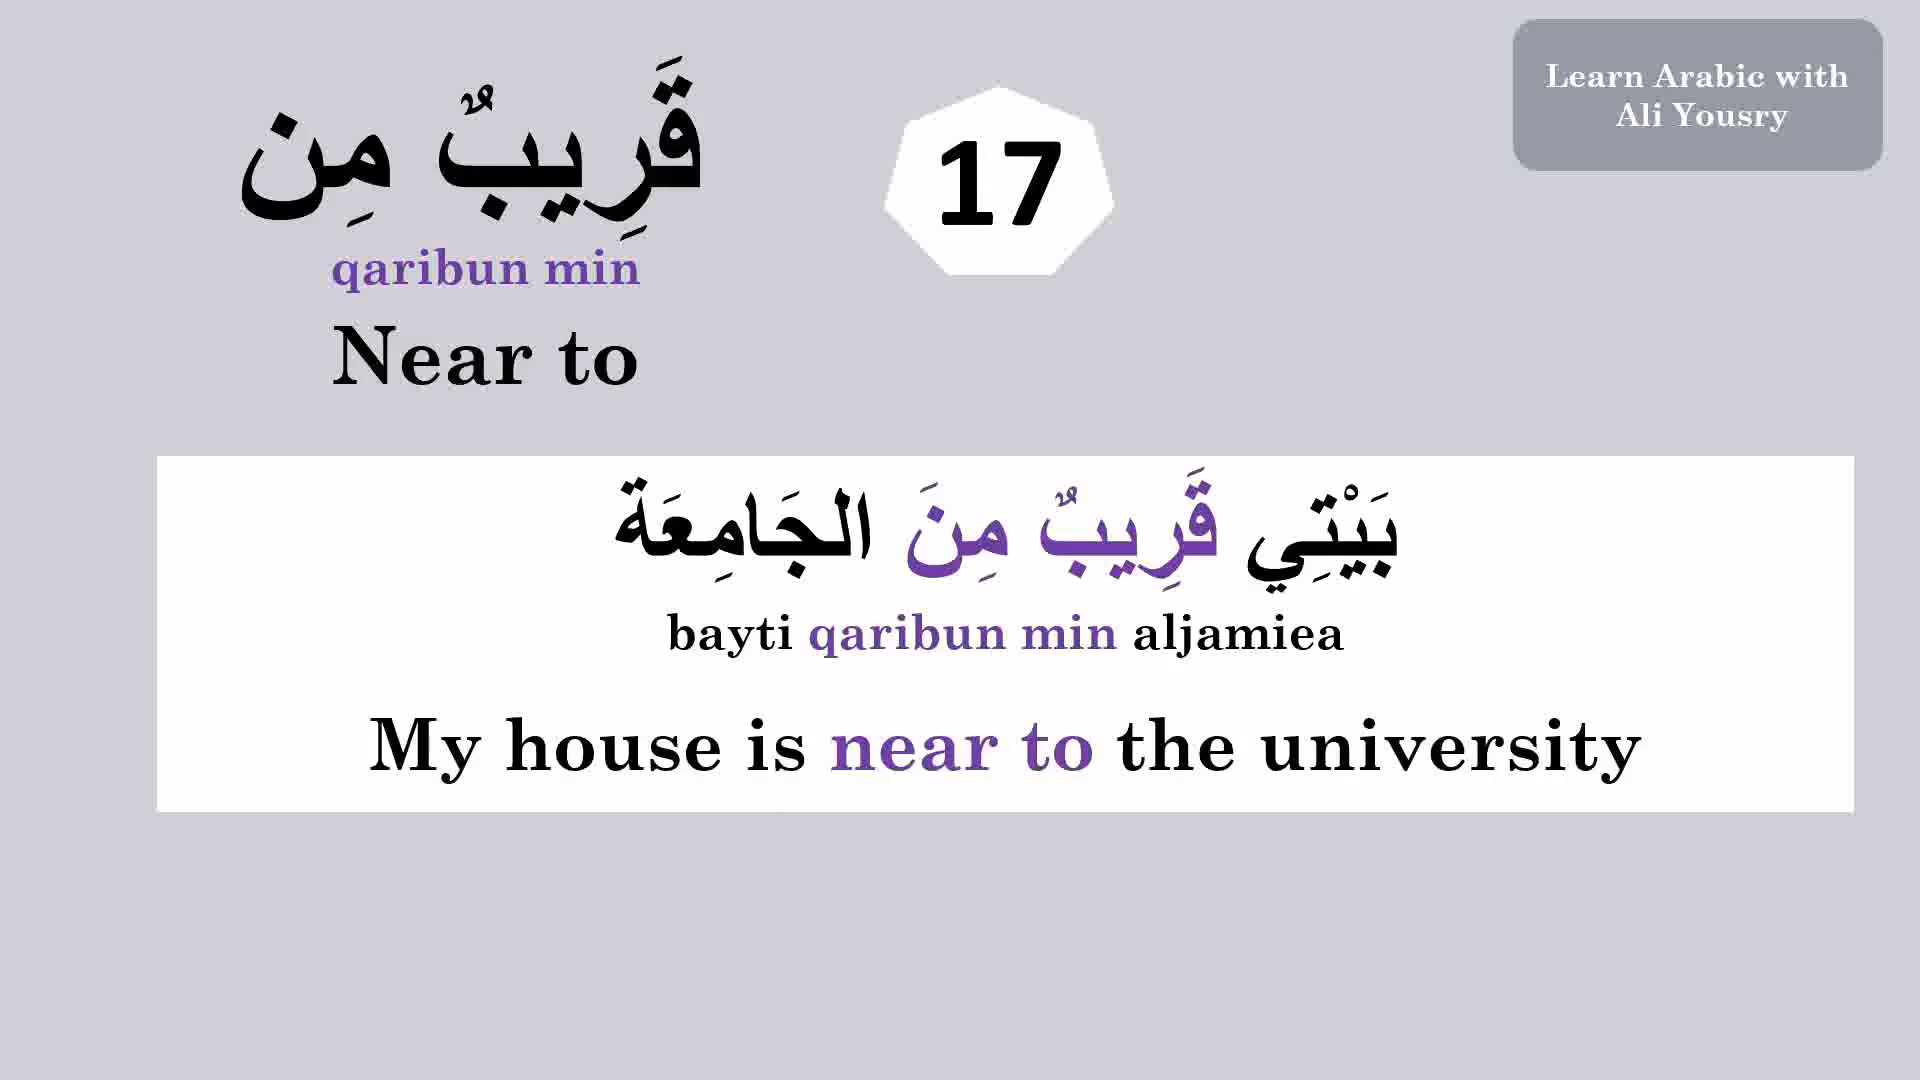 قَرِيبٌ مِن
qaribun min
Near to
17
Learn Arabic with
Ali Yousry
بَيْتِي قَرِيبٌ مِنَ الجَامِعَة
bayti qaribun min aljamiea
My house is near to the university